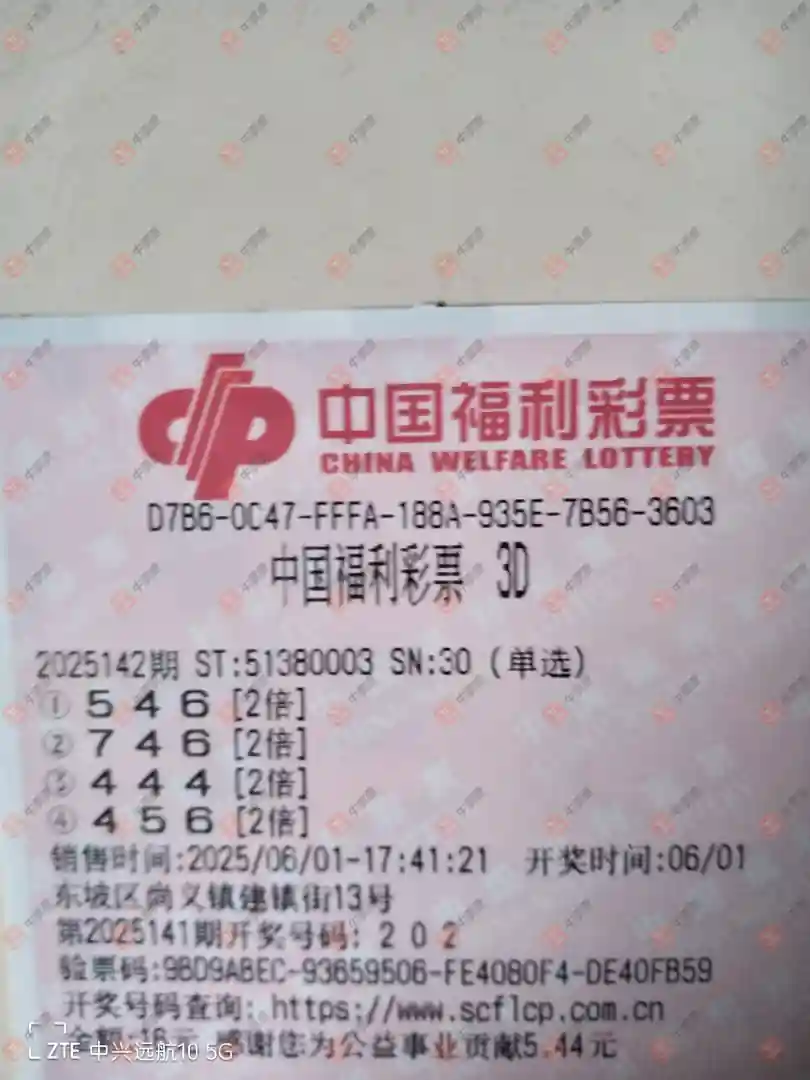 中国福利彩票
CHINA WELFARE LOTTERY
D7B6-0C47-FFFA-188A-935E-7B56-3603
中国福利彩票 3D
2025142期 ST:51380003 SN:30 (单选)
① 5 4 6 [2倍]
② 7 4 6 [2倍]
③ 4 4 4 [2倍]
④ 4 5 6 [2倍]
销售时间:2025/06/01-17:41:21 开奖时间:06/01
东坡区尚义镇建镇街13号
第2025141期开奖号码: 2 0 2
验票码:9BD9ABEC-93659506-FE4080F4-DE40FB59
开奖号码查询: https://www.scflcp.com.cn
金额:16元 感谢您为公益事业贡献5.44元
ZTE 中兴远航10 5G